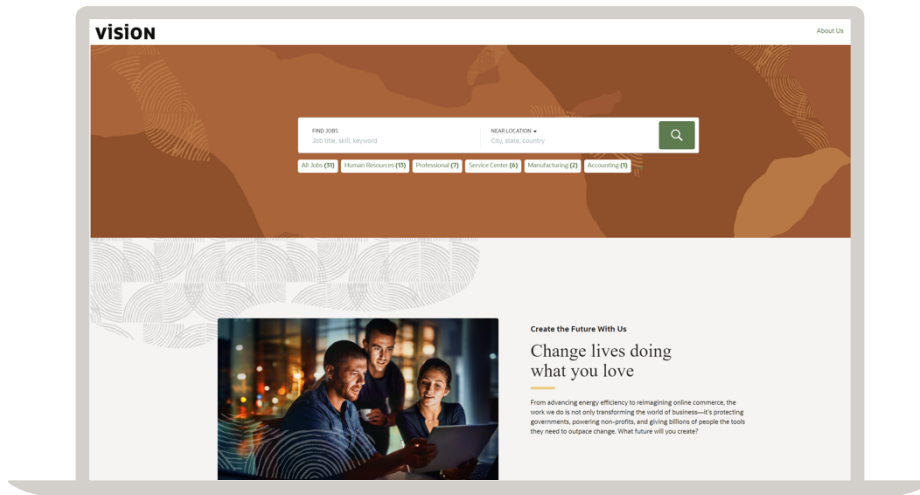 vision
About Us
FIND JOBS
Job title, skill, keyword
NEAR LOCATION
City, state, country
All Jobs (31) Human Resources (13) Professional (7) Service Center (6) Manufacturing (2) Accounting (1)
Create the Future With Us
Change lives doing
what you love
From advancing energy efficiency to reimagining online commerce, the
work we do is not only transforming the world of business—it's protecting
governments, powering non-profits, and giving billions of people the tools
they need to outpace change. What future will you create?